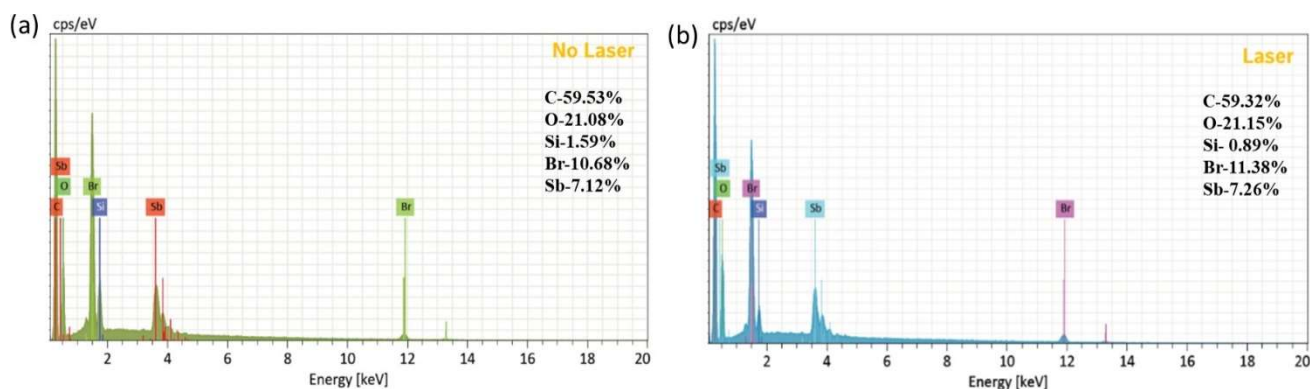 (a)
cps/eV
No Laser
C-59.53%
O-21.08%
Si-1.59%
Br-10.68%
Sb-7.12%
Sb
O
Br
C
Si
Sb
Br
2 4 6 8 10 12 14 16 18 20
Energy [keV]
(b)
cps/eV
Laser
C-59.32%
O-21.15%
Si- 0.89%
Br-11.38%
Sb-7.26%
Sb
O
Br
C
Si
Sb
Br
2 4 6 8 10 12 14 16 18 20
Energy [keV]